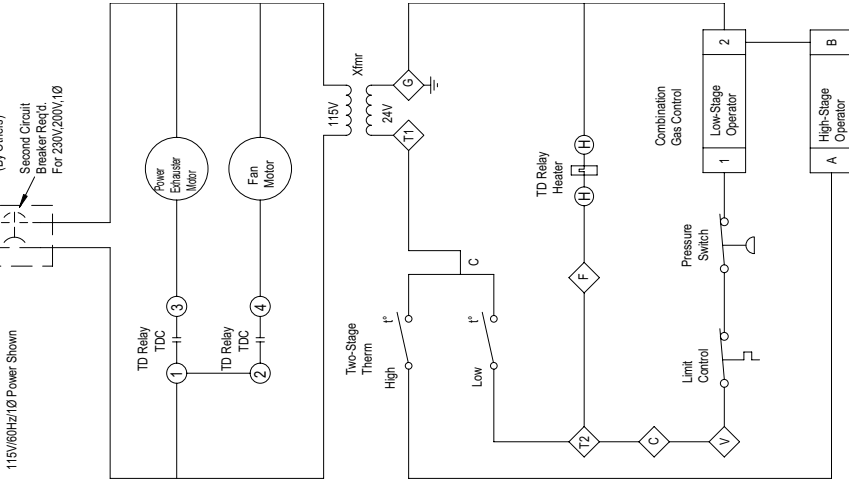 115V/60Hz/1Ø Power Shown
(By Others)
Second Circuit
Breaker Req'd.
For 230V,200V,1Ø
TD Relay
TDC
1
3
Power
Exhauster
Motor
TD Relay
TDC
2
4
Fan
Motor
115V
Xfmr
24V
T1
G
Two-Stage
Therm
High
t°
C
Low
t°
TD Relay
Heater
T2
F
H
H
C
Combination
Gas Control
Limit
Control
Pressure
Switch
V
1
Low-Stage
Operator
2
A
High-Stage
Operator
B